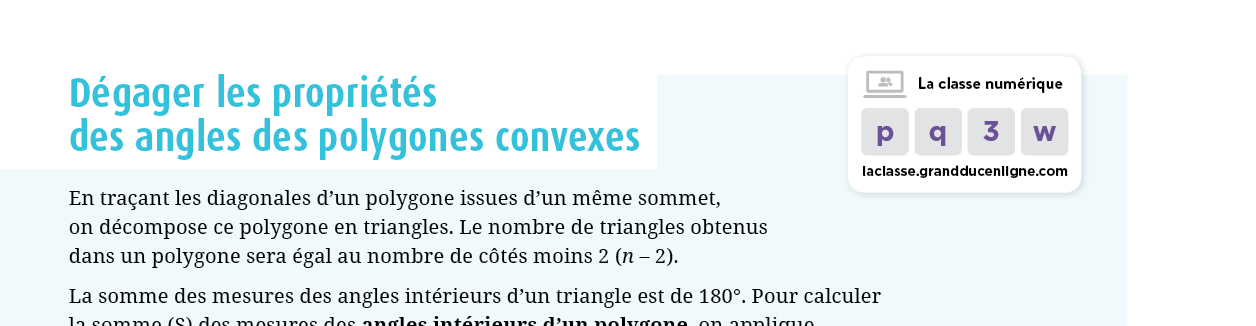 Dégager les propriétés
des angles des polygones convexes
La classe numérique
p q 3 w
laclasse.grandducenligne.com
En traçant les diagonales d’un polygone issues d’un même sommet,
on décompose ce polygone en triangles. Le nombre de triangles obtenus
dans un polygone sera égal au nombre de côtés moins 2 (n – 2).
La somme des mesures des angles intérieurs d’un triangle est de 180°. Pour calculer
la somme (S) des mesures des angles intérieurs d’un polygone, on applique